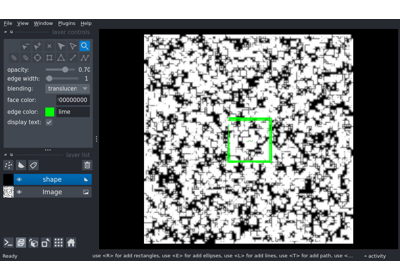 File View Window Plugins Help
layer controls
opacity: 0.70
edge width: 1
blending: translucen
face color: 00000000
edge color: lime
display text:
layer list
shape
Image
Ready use <R> for add rectangles, use <E> for add ellipses, use <L> for add lines, use <T> for add path, use <... activity